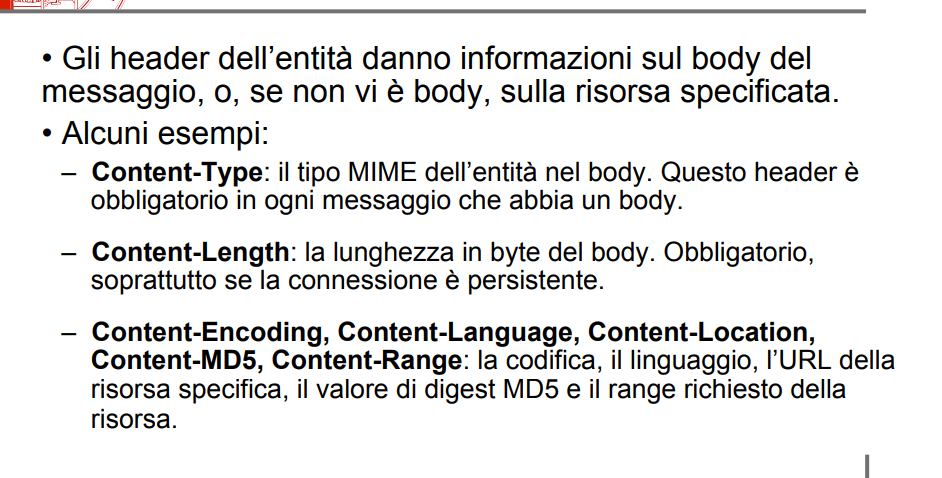 • Gli header dell’entità danno informazioni sul body del
messaggio, o, se non vi è body, sulla risorsa specificata.
• Alcuni esempi:
– Content-Type: il tipo MIME dell’entità nel body. Questo header è
obbligatorio in ogni messaggio che abbia un body.
– Content-Length: la lunghezza in byte del body. Obbligatorio,
soprattutto se la connessione è persistente.
– Content-Encoding, Content-Language, Content-Location,
Content-MD5, Content-Range: la codifica, il linguaggio, l’URL della
risorsa specifica, il valore di digest MD5 e il range richiesto della
risorsa.